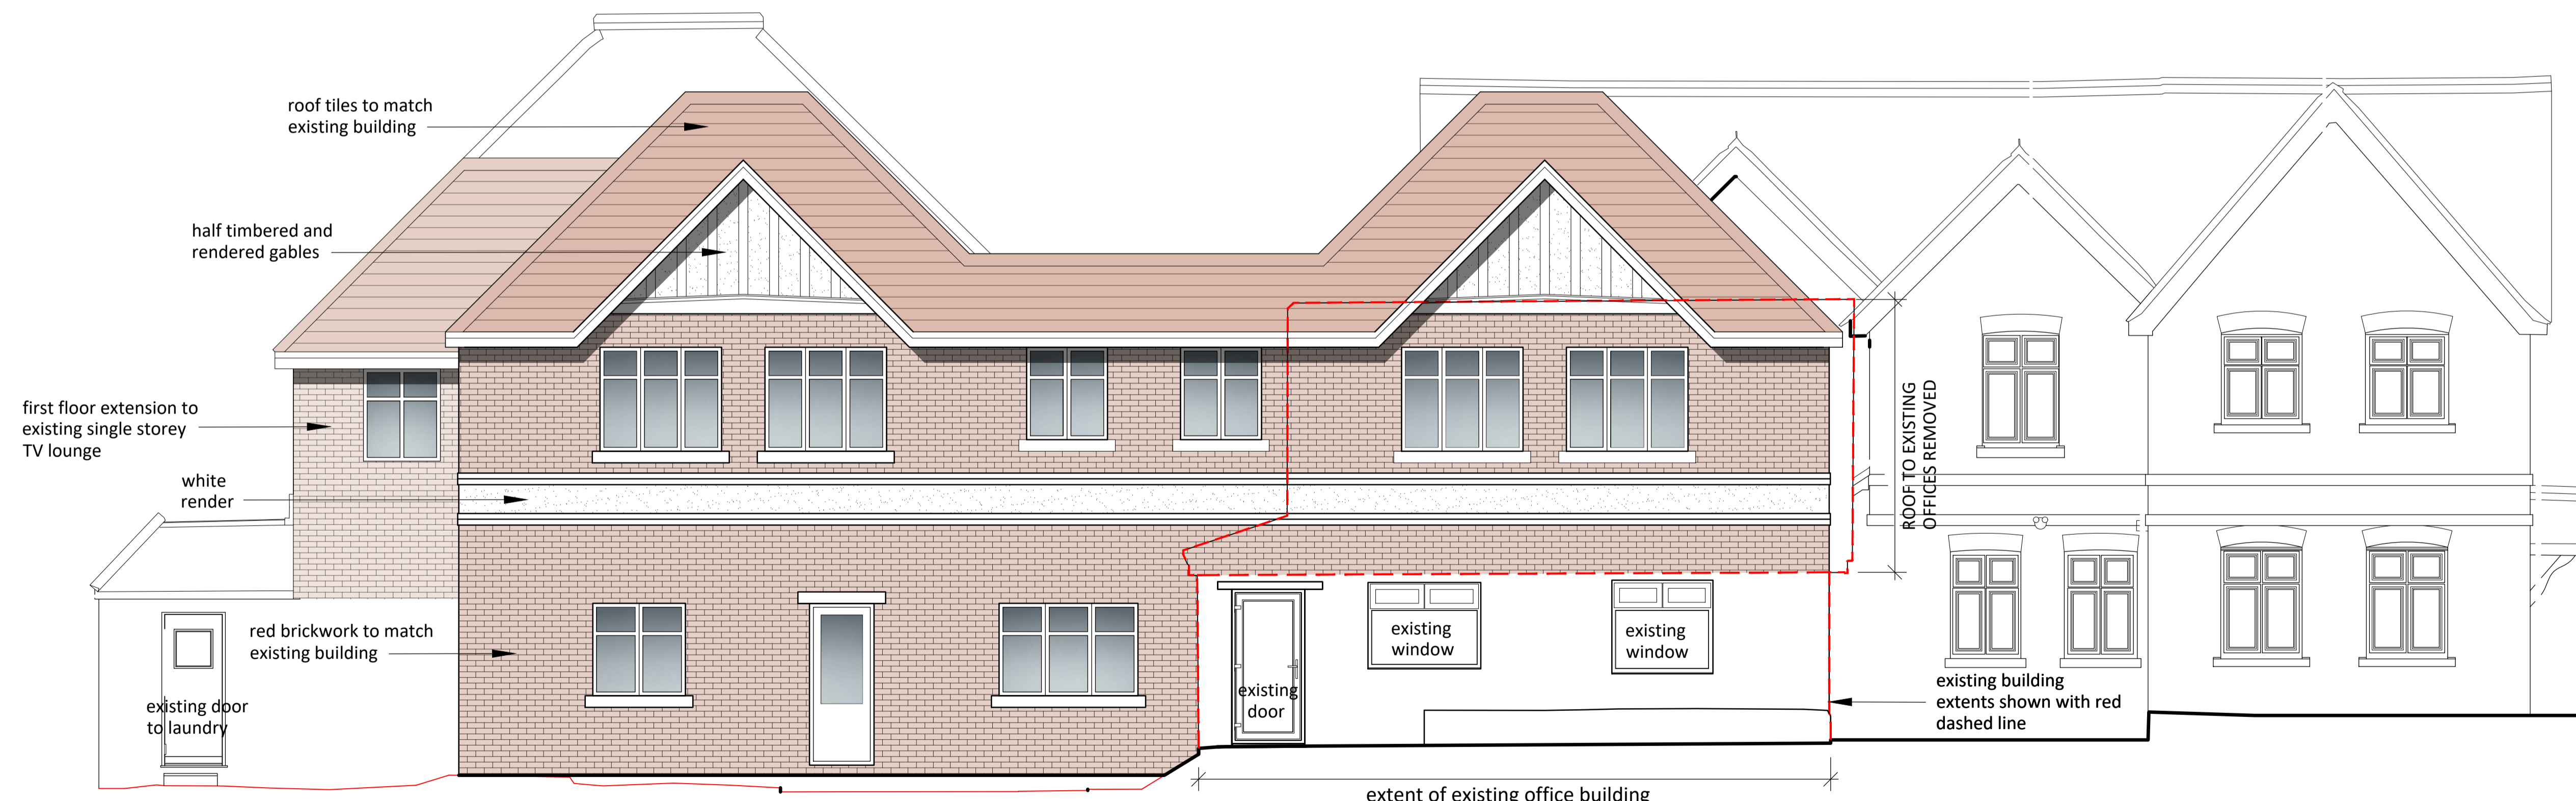 roof tiles to match
existing building
half timbered and
rendered gables
first floor extension to
existing single storey
TV lounge
white
render
red brickwork to match
existing building
existing door
to laundry
existing
door
existing
window
existing
window
ROOF TO EXISTING
OFFICES REMOVED
existing building
extents shown with red
dashed line
extent of existing office building